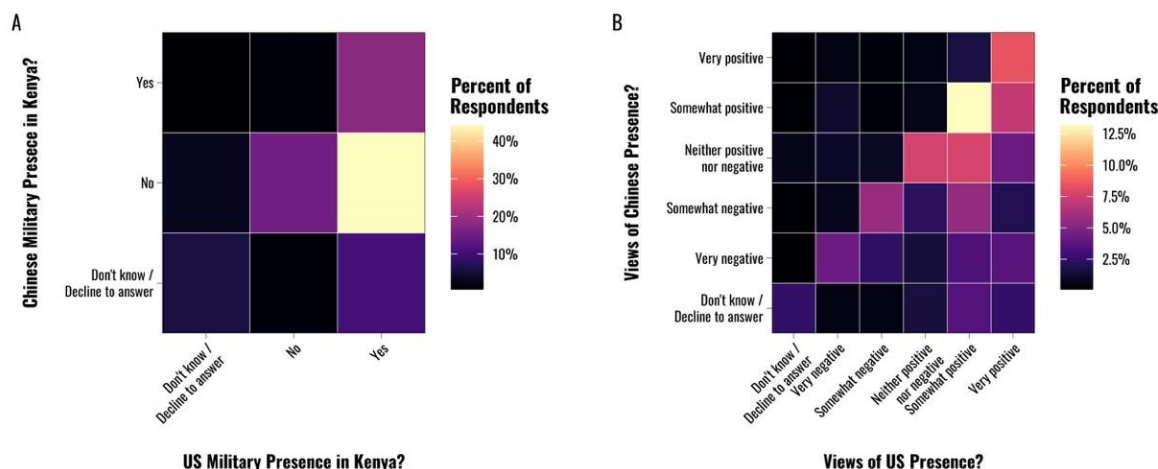 A
Chinese Military Presece in Kenya?
Yes
No
Don't know /
Decline to answer
Don't know /
Decline to answer
No
Yes
US Military Presence in Kenya?
Percent of
Respondents
40%
30%
20%
10%
B
Views of Chinese Presence?
Very positive
Somewhat positive
Neither positive
nor negative
Somewhat negative
Very negative
Don't know /
Decline to answer
Don't know /
Decline to answer
Very negative
Somewhat negative
Neither positive
nor negative
Somewhat positive
Very positive
Views of US Presence?
Percent of
Respondents
12.5%
10.0%
7.5%
5.0%
2.5%